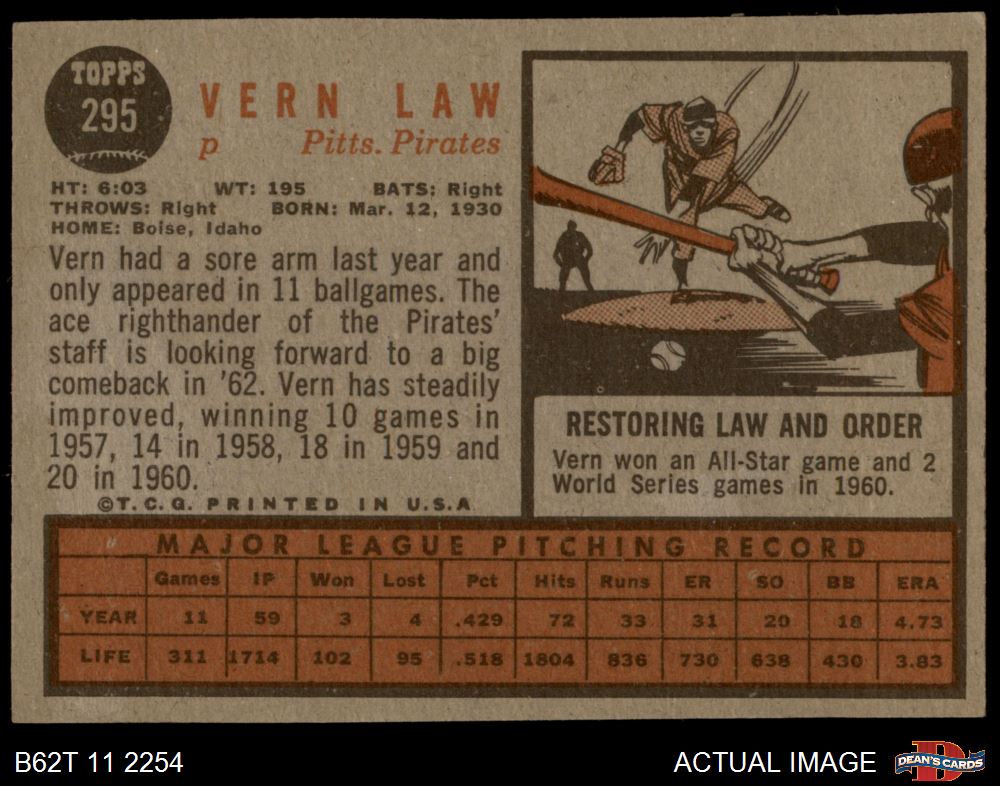 TOPPS
295
VERN LAW
p Pitts. Pirates
HT: 6:03 WT: 195 BATS: Right
THROWS: Right BORN: Mar. 12, 1930
HOME: Boise, Idaho
Vern had a sore arm last year and
only appeared in 11 ballgames. The
ace righthander of the Pirates'
staff is looking forward to a big
comeback in '62. Vern has steadily
improved, winning 10 games in
1957, 14 in 1958, 18 in 1959 and
20 in 1960.
©T.C.G. PRINTED IN U.S.A
RESTORING LAW AND ORDER
Vern won an All-Star game and 2
World Series games in 1960.
MAJOR LEAGUE PITCHING RECORD
Games IP Won Lost Pct Hits Runs ER SO BB ERA
YEAR 11 59 3 4 .429 72 33 31 20 18 4.73
LIFE 311 1714 102 95 .518 1804 836 730 638 430 3.83
B62T 11 2254 ACTUAL IMAGE DEAN'S CARDS